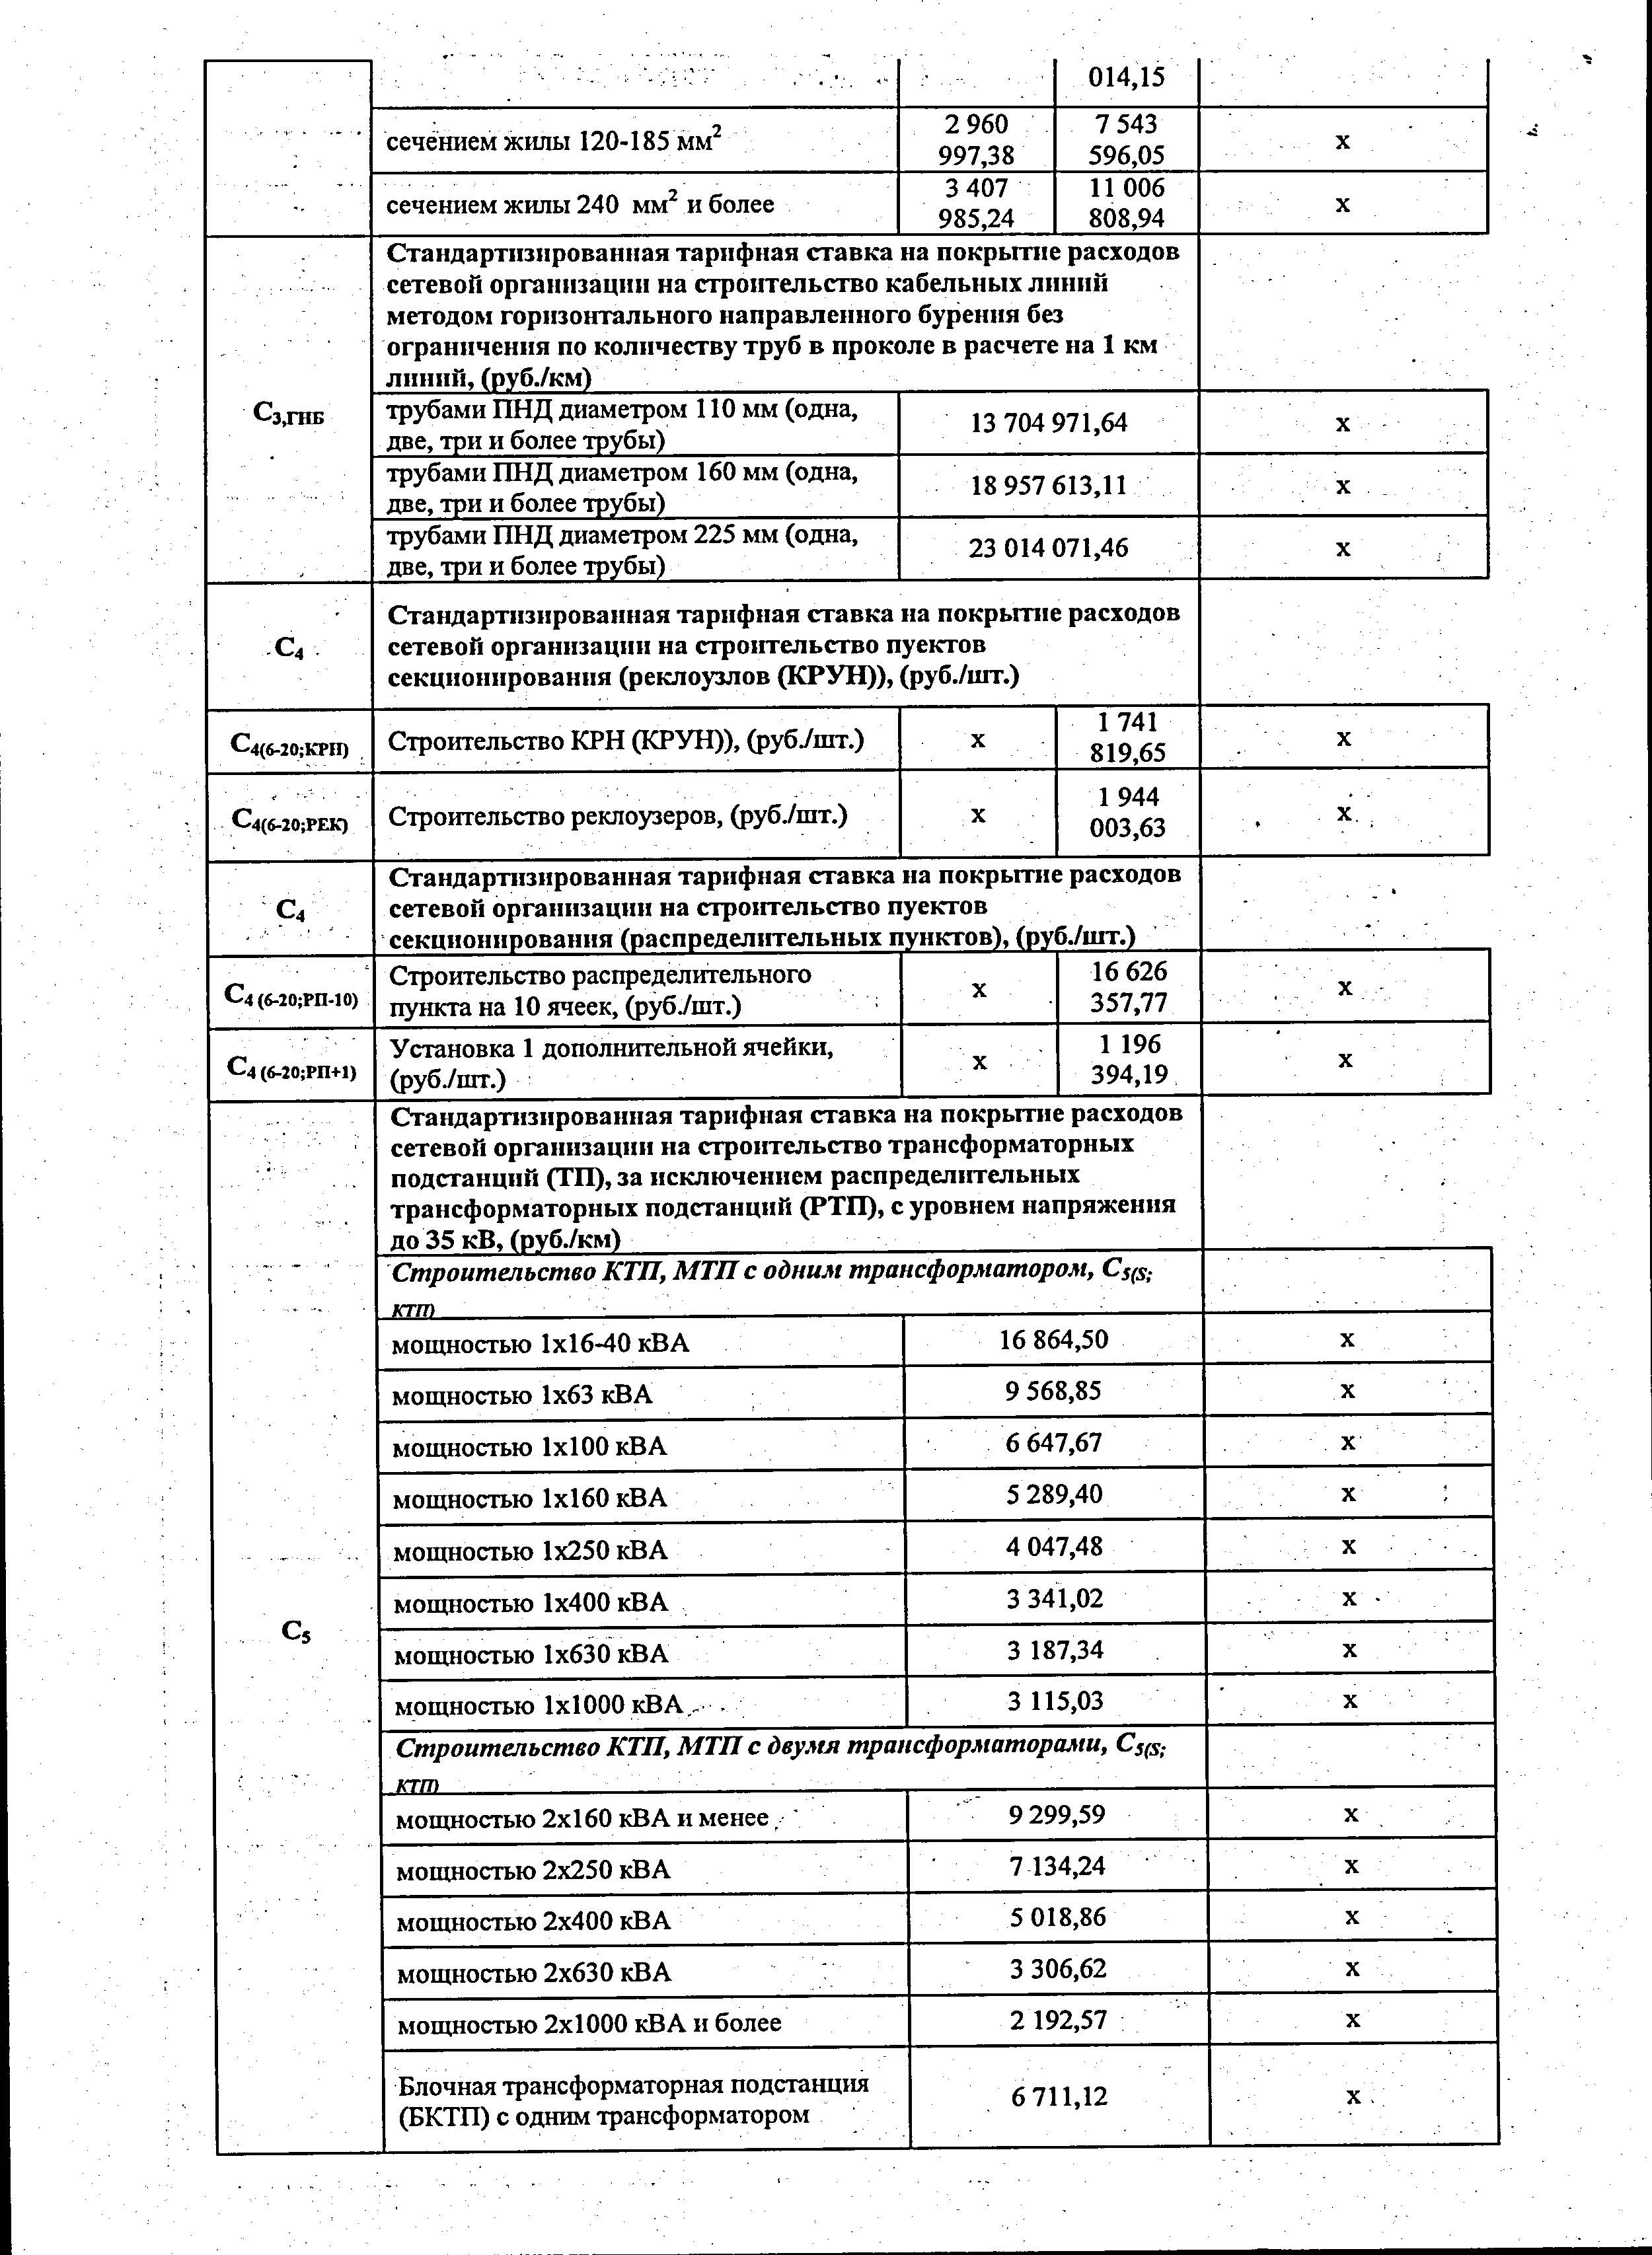 014,15
сечением жилы 120-185 мм² 2 960 997,38 7 543 596,05 x
сечением жилы 240 мм² и более 3 407 985,24 11 006 808,94 x
С3,ГНБ
Стандартизированная тарифная ставка на покрытие расходов
сетевой организации на строительство кабельных линий
методом горизонтального направленного бурения без
ограничения по количеству труб в проколе в расчете на 1 км
линий, (руб./км)
трубами ПНД диаметром 110 мм (одна,
две, три и более трубы) 13 704 971,64 x
трубами ПНД диаметром 160 мм (одна,
две, три и более трубы) 18 957 613,11 x
трубами ПНД диаметром 225 мм (одна,
две, три и более трубы) 23 014 071,46 x
С4
Стандартизированная тарифная ставка на покрытие расходов
сетевой организации на строительство пуектов
секционирования (реклоузлов (КРУН)), (руб./шт.)
С4(6-20;КРН) Строительство КРН (КРУН)), (руб./шт.) x 1 741 819,65 x
С4(6-20;РЕК) Строительство реклоузеров, (руб./шт.) x 1 944 003,63 x
С4
Стандартизированная тарифная ставка на покрытие расходов
сетевой организации на строительство пуектов
секционирования (распределительных пунктов), (руб./шт.)
С4 (6-20;РП-10) Строительство распределительного
пункта на 10 ячеек, (руб./шт.) x 16 626 357,77 x
С4 (6-20;РП+1) Установка 1 дополнительной ячейки,
(руб./шт.) x 1 196 394,19 x
С5
Стандартизированная тарифная ставка на покрытие расходов
сетевой организации на строительство трансформаторных
подстанций (ТП), за исключением распределительных
трансформаторных подстанций (РТП), с уровнем напряжения
до 35 кВ, (руб./км)
Строительство КТП, МТП с одним трансформатором, С5(S;
КТП)
мощностью 1х16-40 кВА 16 864,50 x
мощностью 1х63 кВА 9 568,85 x
мощностью 1х100 кВА 6 647,67 x
мощностью 1х160 кВА 5 289,40 x
мощностью 1х250 кВА 4 047,48 x
мощностью 1х400 кВА 3 341,02 x
мощностью 1х630 кВА 3 187,34 x
мощностью 1х1000 кВА 3 115,03 x
Строительство КТП, МТП с двумя трансформаторами, С5(S;
КТП)
мощностью 2х160 кВА и менее 9 299,59 x
мощностью 2х250 кВА 7 134,24 x
мощностью 2х400 кВА 5 018,86 x
мощностью 2х630 кВА 3 306,62 x
мощностью 2х1000 кВА и более 2 192,57 x
Блочная трансформаторная подстанция
(БКТП) с одним трансформатором 6 711,12 x